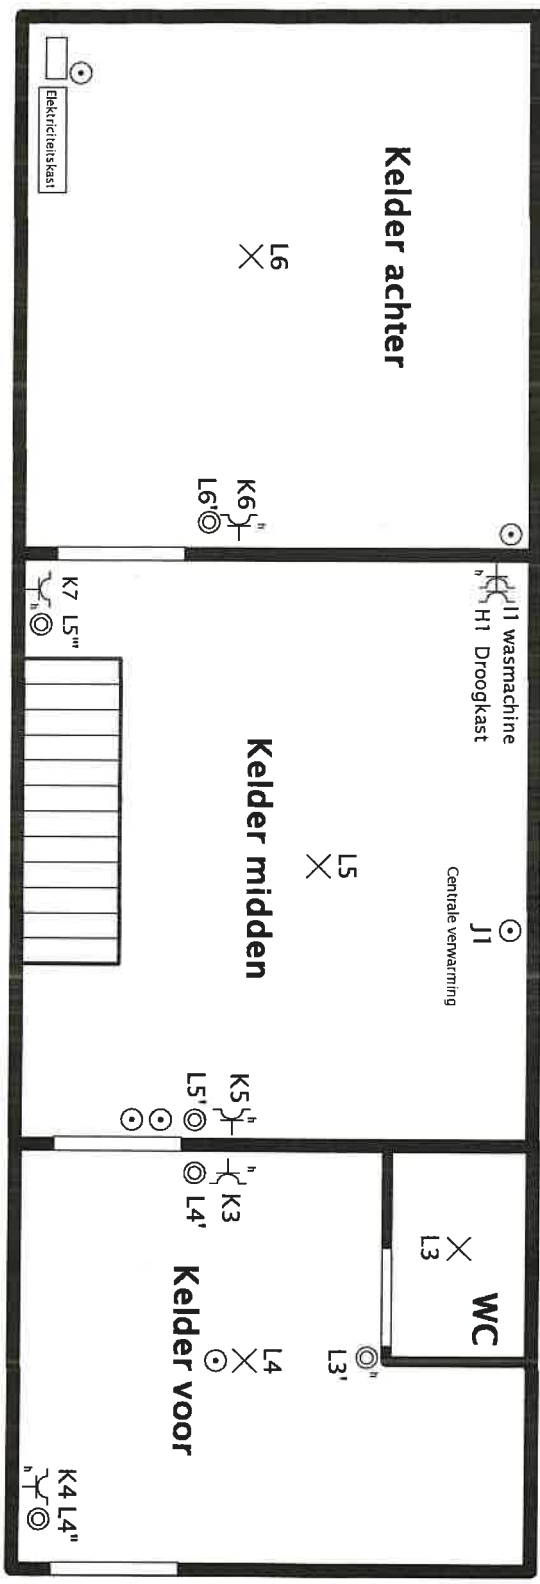 Elektriciteitskast
Kelder achter
L6
K6
h
L6'
I1 wasmachine
H1 Droogkast
h
K7 L5'''
h
Kelder midden
L5
J1
Centrale verwarming
K5
h
L5'
K3
h
L4'
WC
L3
L3'
h
Kelder voor
L4
K4 L4''
h